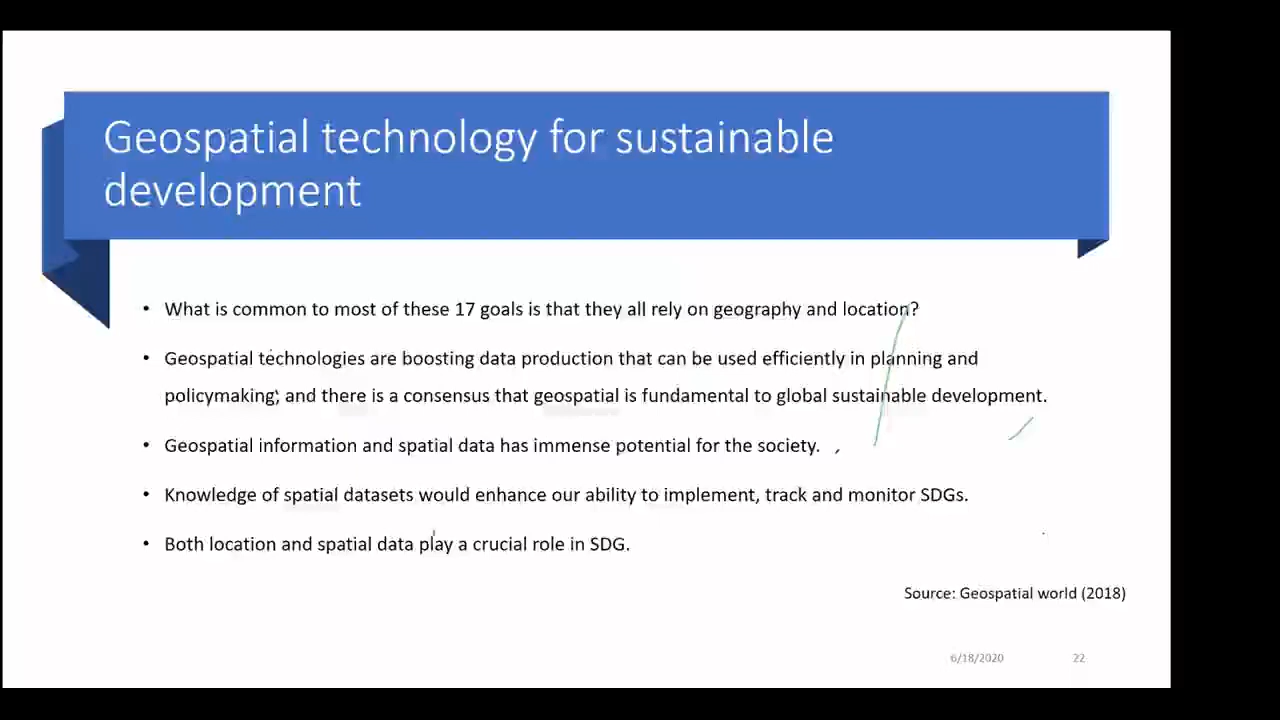 Geospatial technology for sustainable
development
• What is common to most of these 17 goals is that they all rely on geography and location?
• Geospatial technologies are boosting data production that can be used efficiently in planning and
policymaking; and there is a consensus that geospatial is fundamental to global sustainable development.
• Geospatial information and spatial data has immense potential for the society.
• Knowledge of spatial datasets would enhance our ability to implement, track and monitor SDGs.
• Both location and spatial data play a crucial role in SDG.
Source: Geospatial world (2018)
6/18/2020 22